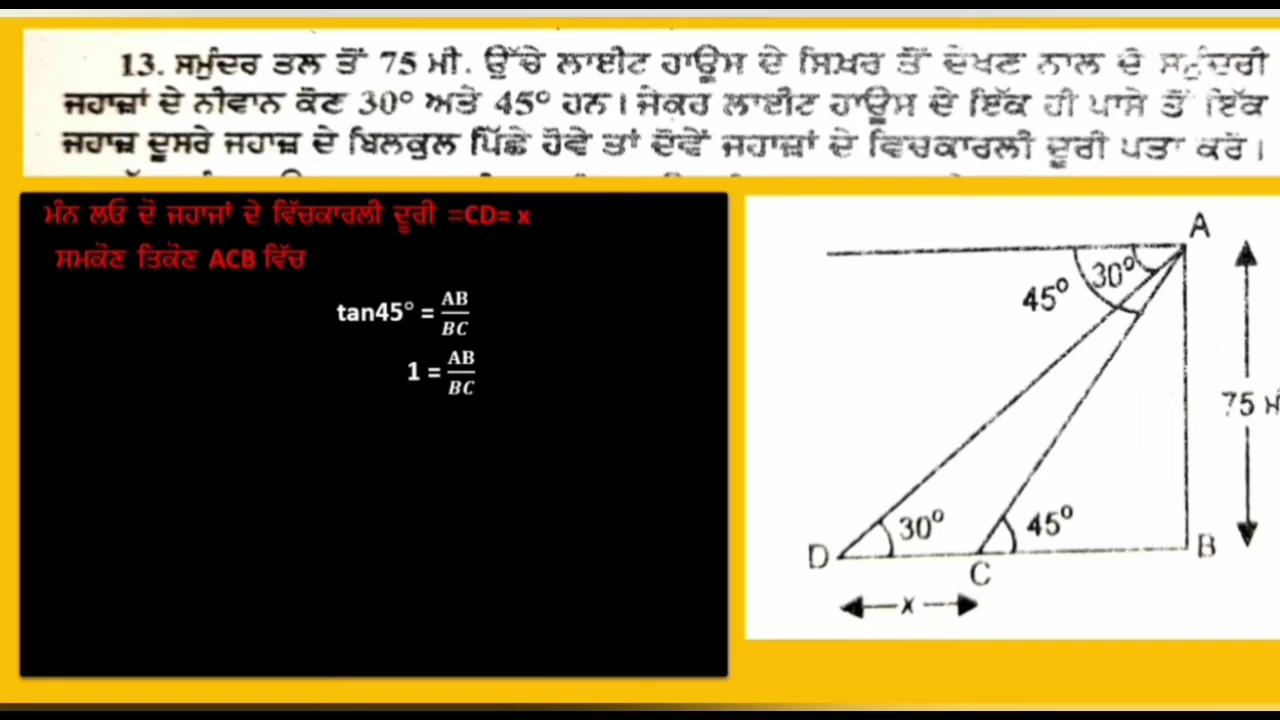 13. ਸਮੁੰਦਰ ਤਲ ਤੋਂ 75 ਮੀ. ਉੱਚੇ ਲਾਈਟ ਹਾਊਸ ਦੇ ਸਿਖ਼ਰ ਤੋਂ ਦੇਖਣ ਨਾਲ ਦੋ ਸਮੁੰਦਰੀ
ਜਹਾਜ਼ਾਂ ਦੇ ਨੀਵਾਨ ਕੋਣ 30° ਅਤੇ 45° ਹਨ। ਜੇਕਰ ਲਾਈਟ ਹਾਊਸ ਦੇ ਇੱਕ ਹੀ ਪਾਸੇ ਤੋਂ ਇੱਕ
ਜਹਾਜ਼ ਦੂਸਰੇ ਜਹਾਜ਼ ਦੇ ਬਿਲਕੁਲ ਪਿੱਛੇ ਹੋਵੇ ਤਾਂ ਦੋਵੇਂ ਜਹਾਜ਼ਾਂ ਦੇ ਵਿਚਕਾਰਲੀ ਦੂਰੀ ਪਤਾ ਕਰੋ।
ਮੰਨ ਲਓ ਦੋ ਜਹਾਜਾਂ ਦੇ ਵਿੱਚਕਾਰਲੀ ਦੂਰੀ =CD= x
ਸਮਕੋਣ ਤਿਕੋਣ ACB ਵਿੱਚ
tan45° = AB/BC
1 = AB/BC
A
30°
45°
75 ਮੀ
30°
45°
D
C
B
x